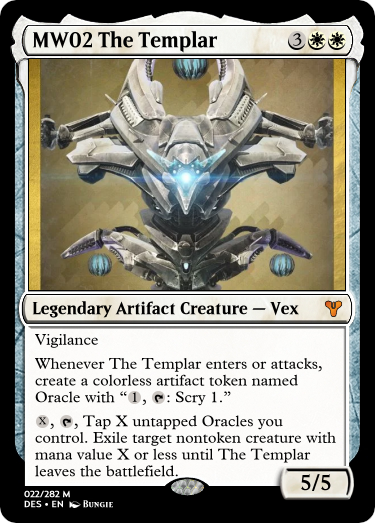 MW02 The Templar 3
Legendary Artifact Creature — Vex
Vigilance
Whenever The Templar enters or attacks,
create a colorless artifact token named
Oracle with “1, : Scry 1.”
X, , Tap X untapped Oracles you
control. Exile target nontoken creature with
mana value X or less until The Templar
leaves the battlefield.
5/5
022/282 M
DES • EN Bungie